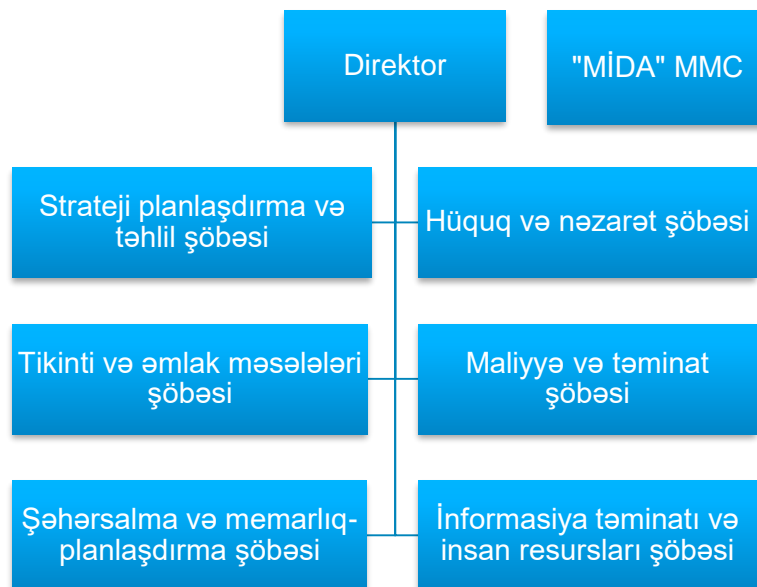 Direktor
"MİDA" MMC
Strateji planlaşdırma və
təhlil şöbəsi
Hüquq və nəzarət şöbəsi
Tikinti və əmlak məsələləri
şöbəsi
Maliyyə və təminat
şöbəsi
Şəhərsalma və memarlıq-
planlaşdırma şöbəsi
İnformasiya təminatı və
insan resursları şöbəsi